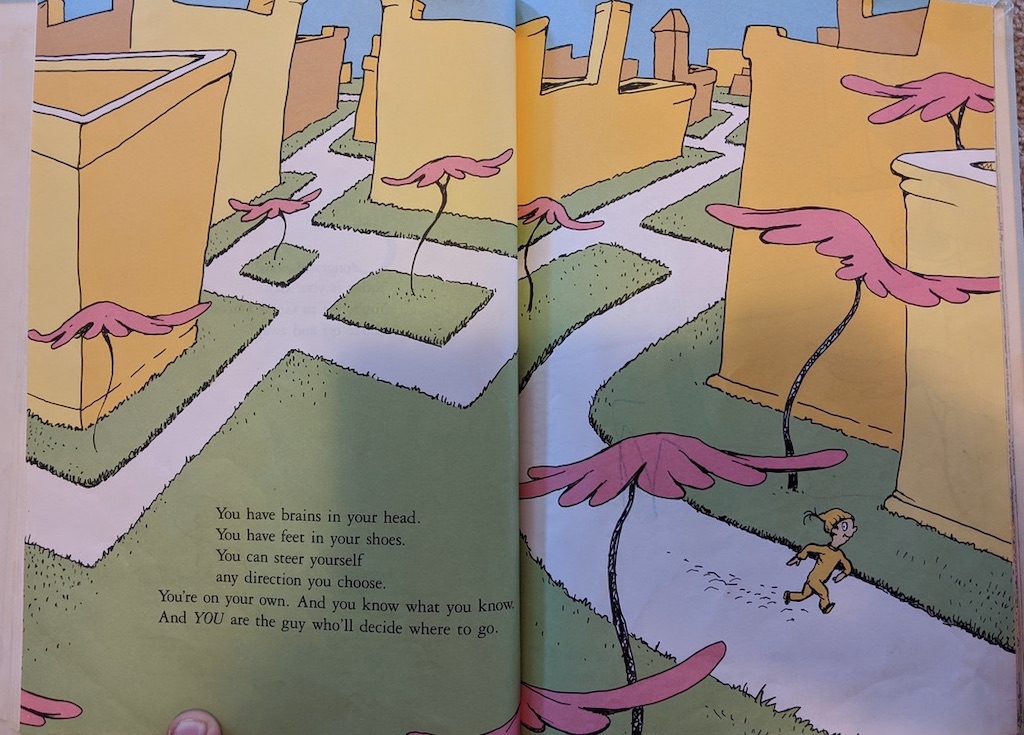 You have brains in your head.
You have feet in your shoes.
You can steer yourself
any direction you choose.
You're on your own. And you know what you know.
And YOU are the guy who'll decide where to go.